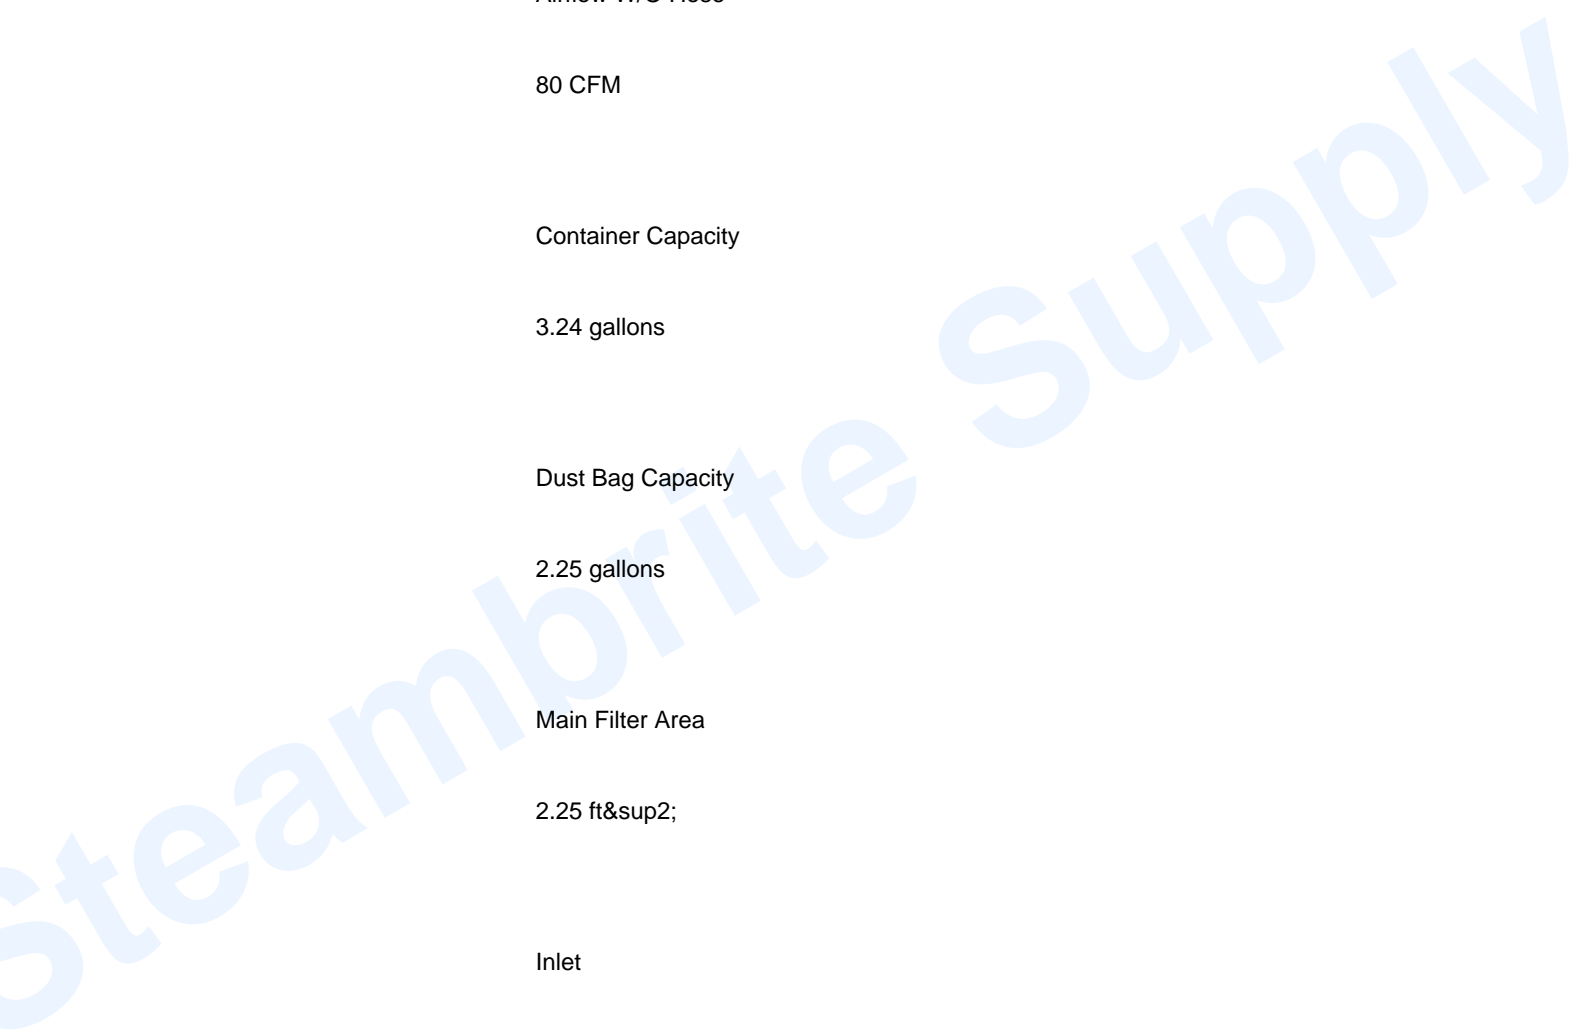 80 CFM
Container Capacity
3.24 gallons
Dust Bag Capacity
2.25 gallons
Main Filter Area
2.25 ft&sup2;
Inlet
Steambrite Supply